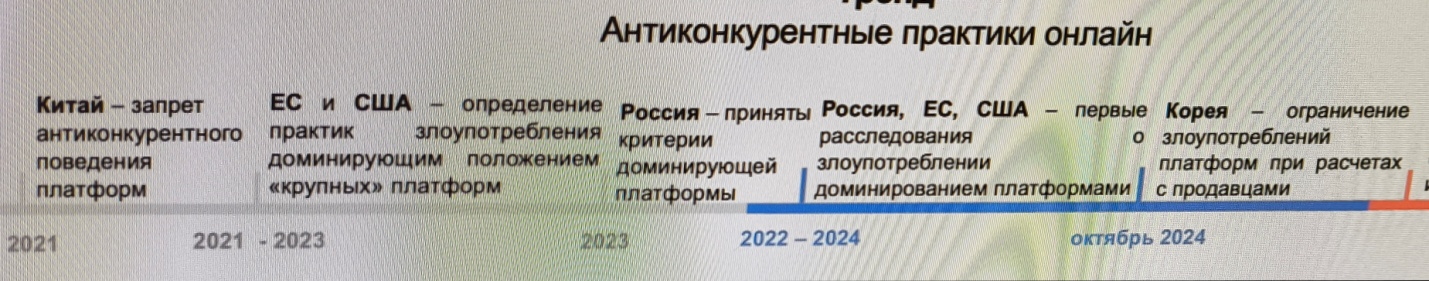 Тренд
Антиконкурентные практики онлайн
Китай – запрет
антиконкурентного
поведения
платформ
ЕС и США – определение
практик злоупотребления
доминирующим положением
«крупных» платформ
Россия – приняты
критерии
доминирующей
платформы
Россия, ЕС, США – первые
расследования о
злоупотреблении
доминированием платформами
Корея – ограничение
злоупотреблений
платформ при расчетах
с продавцами
2021
2021 - 2023
2023
2022 – 2024
октябрь 2024